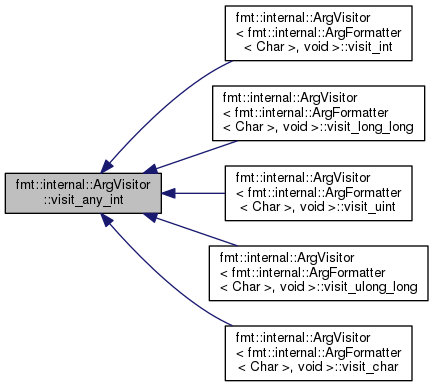 fmt::internal::ArgVisitor
< fmt::internal::ArgFormatter
< Char >, void >::visit_int
fmt::internal::ArgVisitor
< fmt::internal::ArgFormatter
< Char >, void >::visit_long_long
fmt::internal::ArgVisitor
::visit_any_int
fmt::internal::ArgVisitor
< fmt::internal::ArgFormatter
< Char >, void >::visit_uint
fmt::internal::ArgVisitor
< fmt::internal::ArgFormatter
< Char >, void >::visit_ulong_long
fmt::internal::ArgVisitor
< fmt::internal::ArgFormatter
< Char >, void >::visit_char